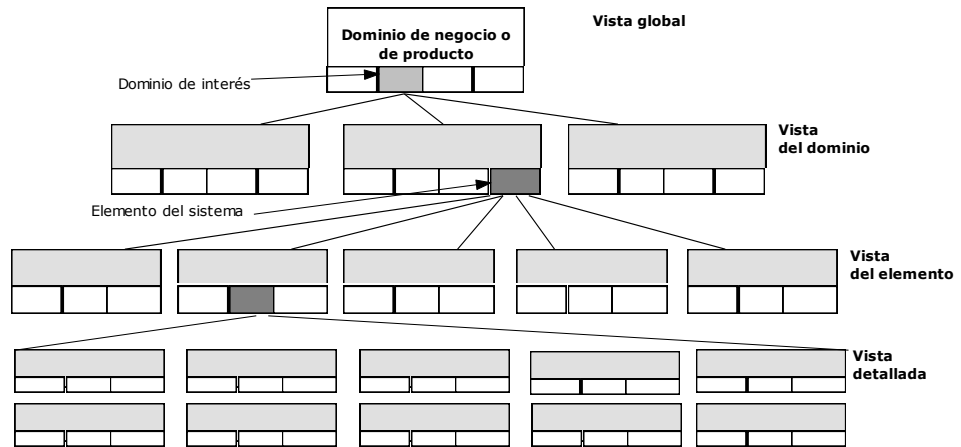 Vista global
Dominio de negocio o
de producto
Dominio de interés
Vista
del dominio
Elemento del sistema
Vista
del elemento
Vista
detallada